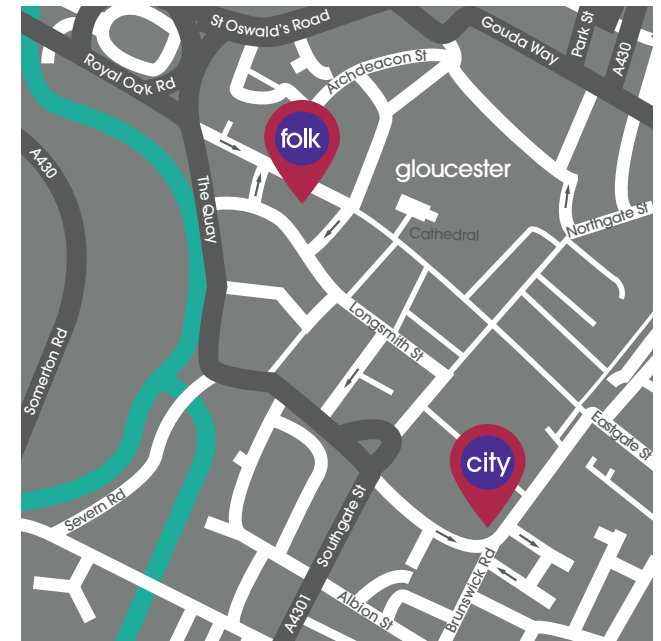 St Oswald's Road
Gouda Way
Park St
A430
Royal Oak Rd
Archdeacon St
folk
gloucester
A430
The Quay
Cathedral
Northgate St
Longsmith St
Somerton Rd
Eastgate St
city
Severn Rd
Southgate St
Brunswick Rd
Albion St
A4301